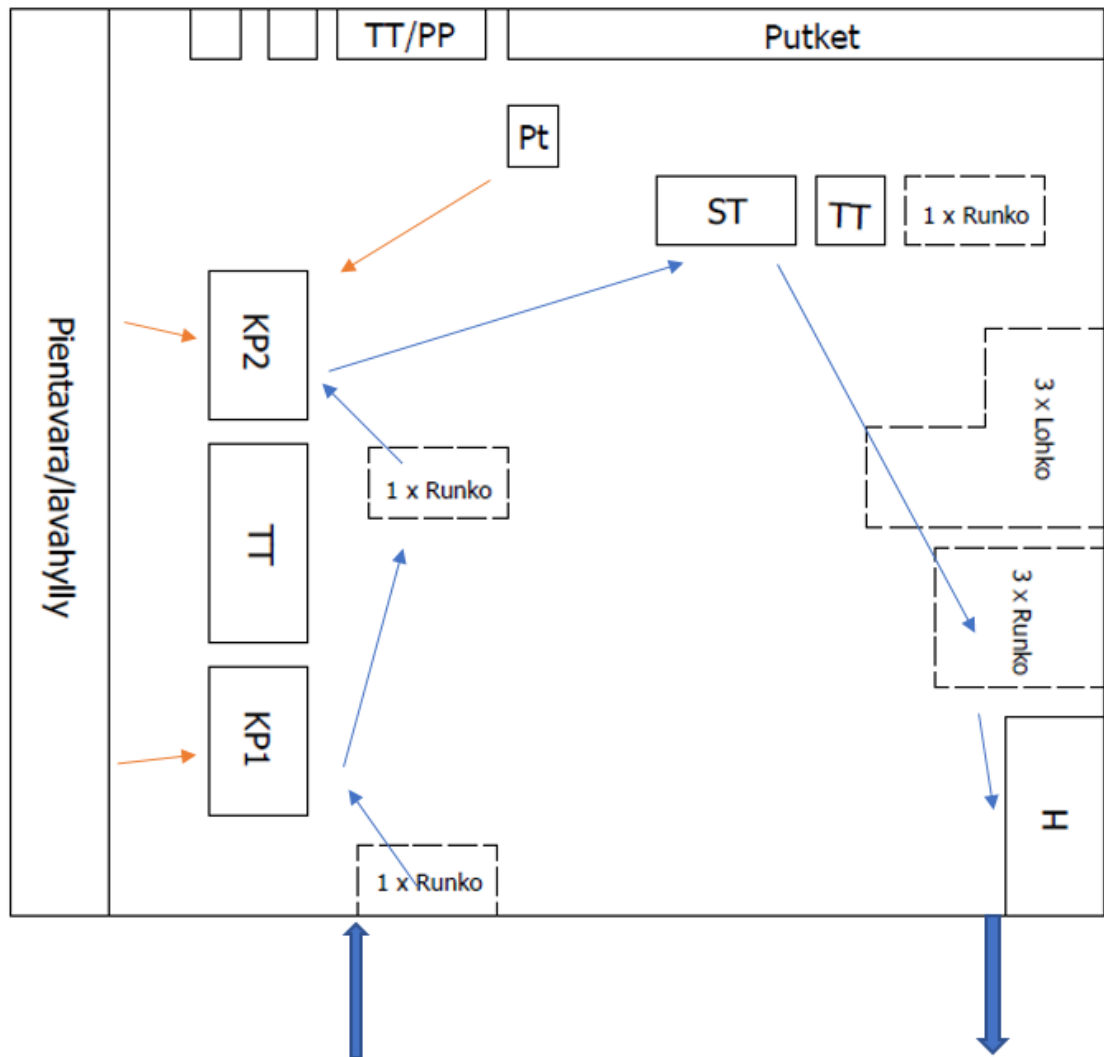 TT/PP
Putket
Pt
ST
TT
1 x Runko
KP2
3 x Lohko
Pientavara/lavahylly
1 x Runko
TT
3 x Runko
KP1
H
1 x Runko